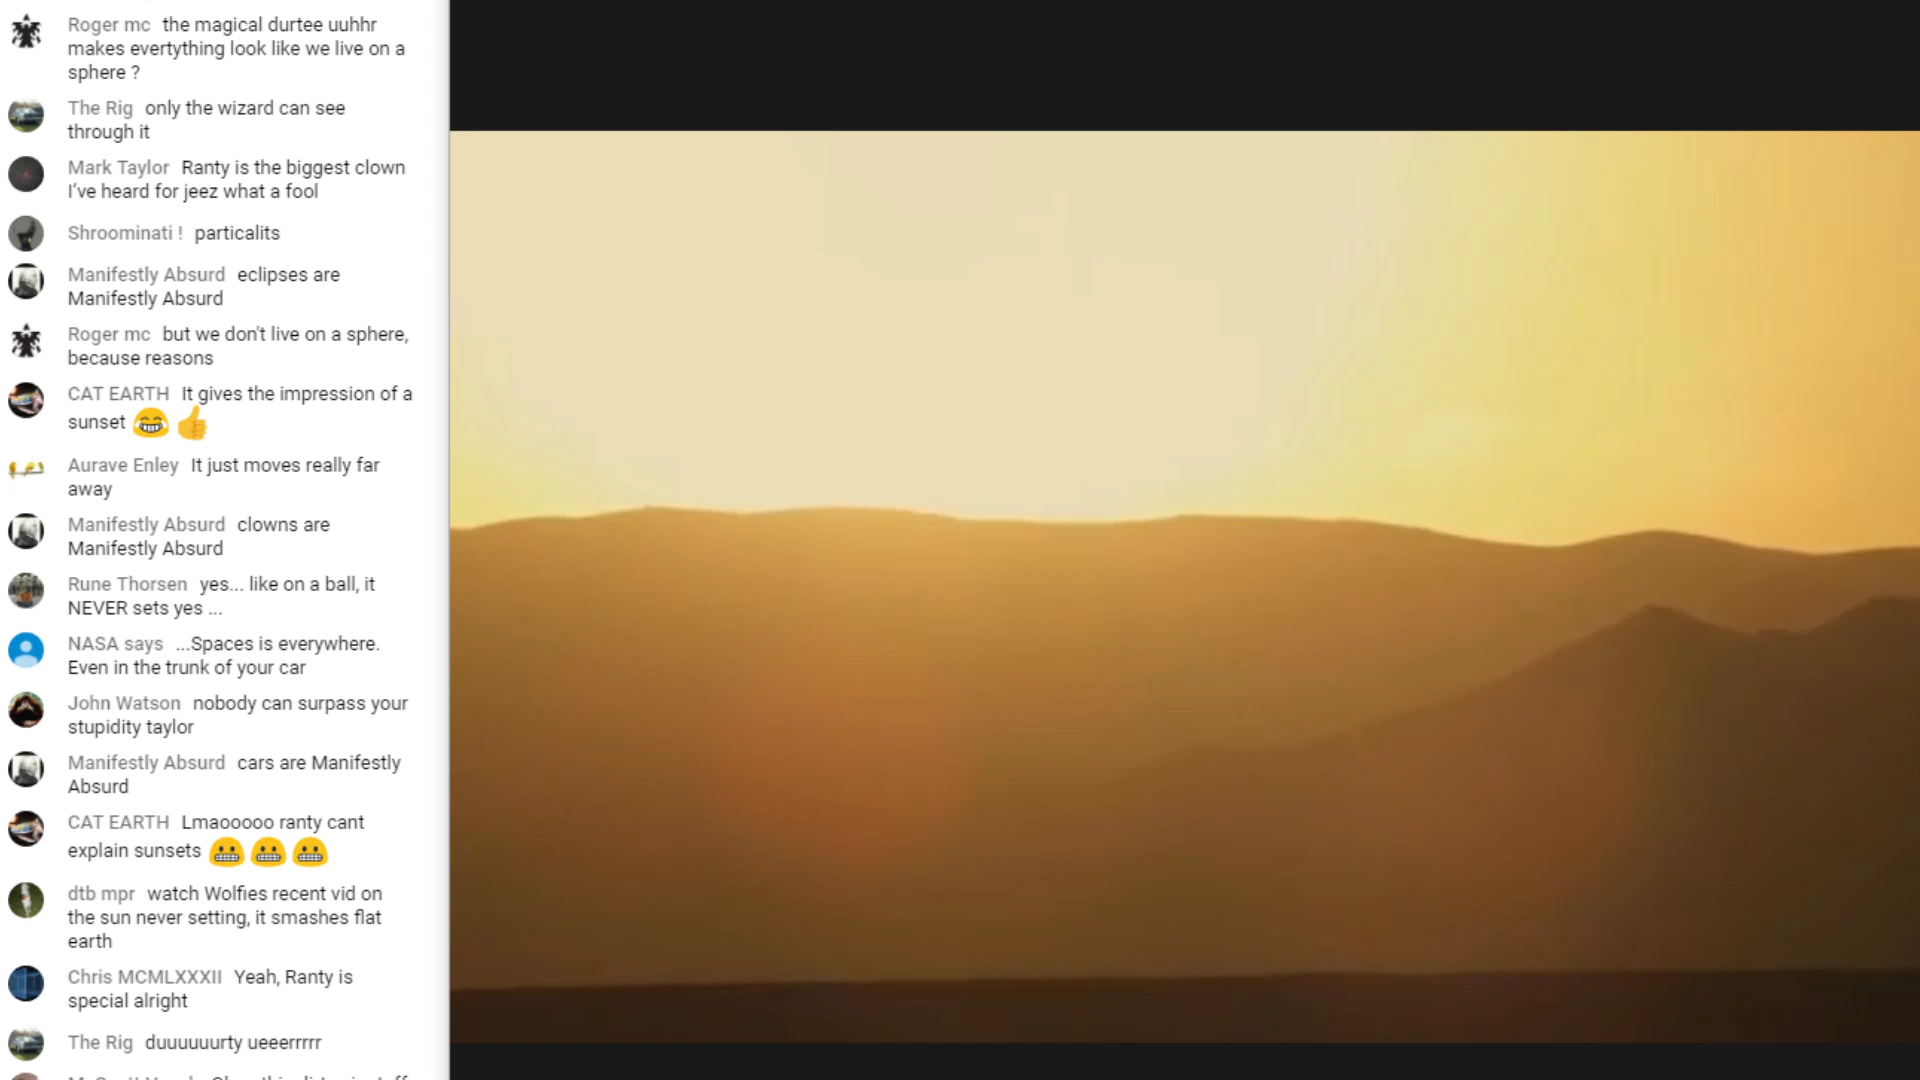 Roger mc the magical durtee uuhhr
makes evertything look like we live on a
sphere ?
The Rig only the wizard can see
through it
Mark Taylor Ranty is the biggest clown
I've heard for jeez what a fool
Shroominati ! particalits
Manifestly Absurd eclipses are
Manifestly Absurd
Roger mc but we don't live on a sphere,
because reasons
CAT EARTH It gives the impression of a
sunset 😂 👍
Aurave Enley It just moves really far
away
Manifestly Absurd clowns are
Manifestly Absurd
Rune Thorsen yes... like on a ball, it
NEVER sets yes ...
NASA says ...Spaces is everywhere.
Even in the trunk of your car
John Watson nobody can surpass your
stupidity taylor
Manifestly Absurd cars are Manifestly
Absurd
CAT EARTH Lmaooooo ranty cant
explain sunsets 😬 😬 😬
dtb mpr watch Wolfies recent vid on
the sun never setting, it smashes flat
earth
Chris MCMLXXXII Yeah, Ranty is
special alright
The Rig duuuuuurty ueeerrrrr